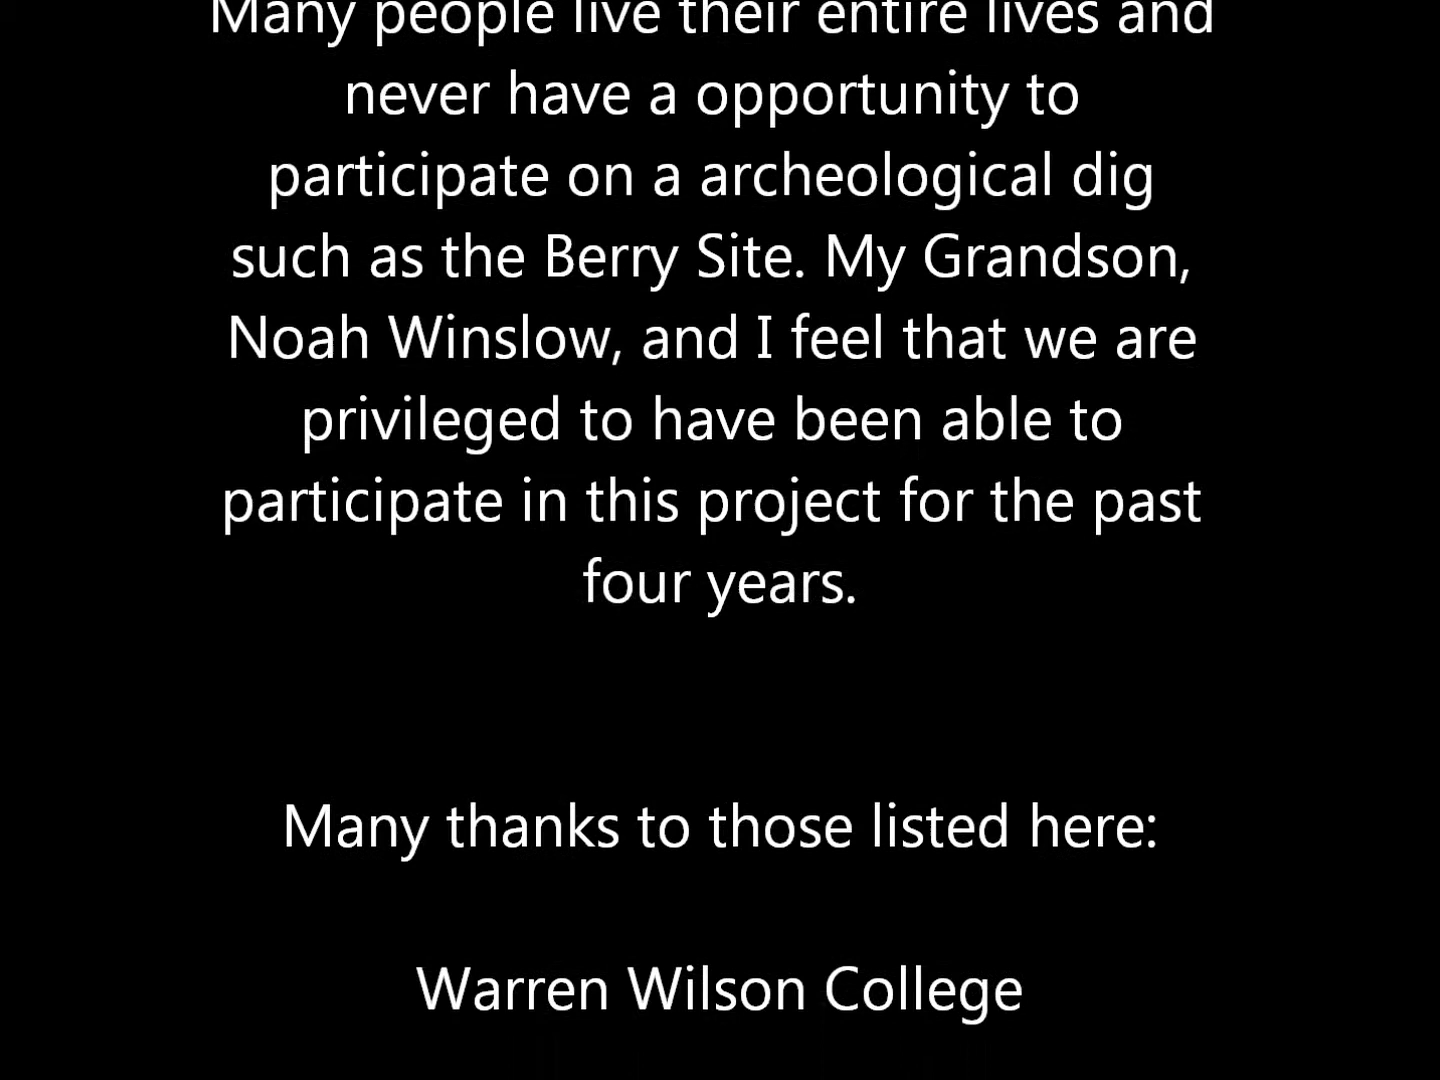 Many people live their entire lives and
never have a opportunity to
participate on a archeological dig
such as the Berry Site. My Grandson,
Noah Winslow, and I feel that we are
privileged to have been able to
participate in this project for the past
four years.
Many thanks to those listed here:
Warren Wilson College